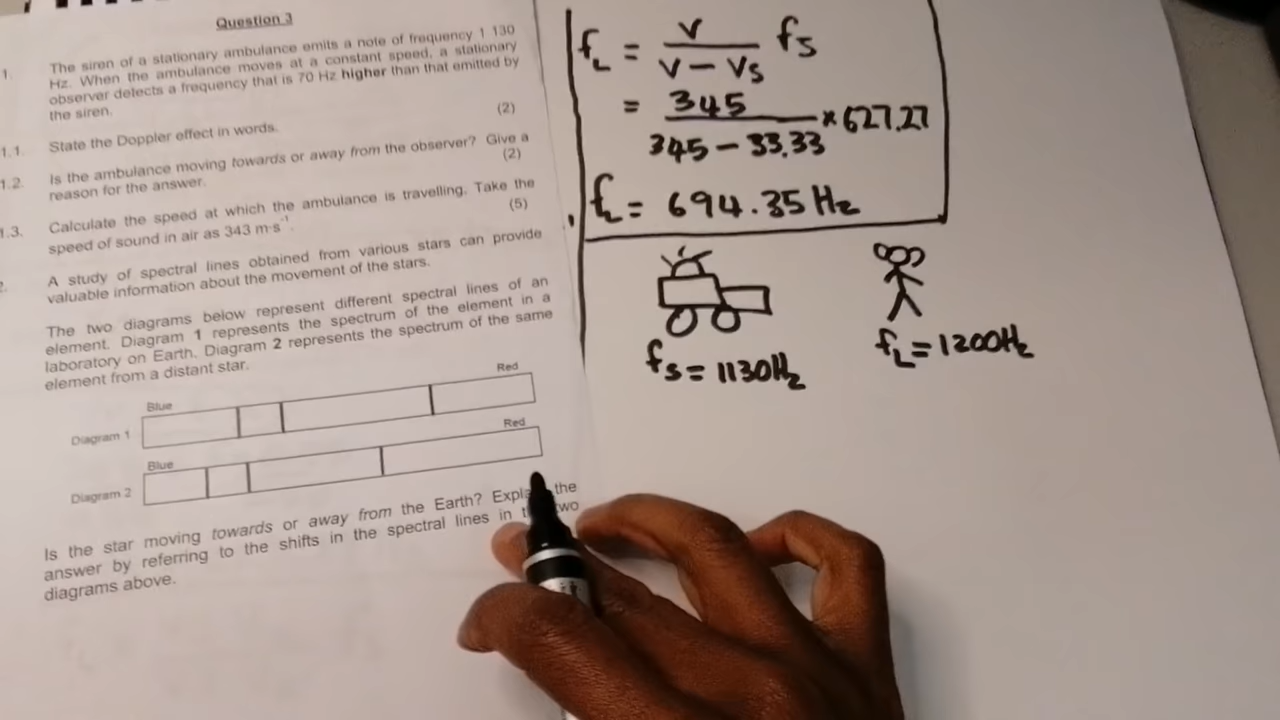 Question 3
1. The siren of a stationary ambulance emits a note of frequency 1 130
Hz. When the ambulance moves at a constant speed, a stationary
observer detects a frequency that is 70 Hz higher than that emitted by
the siren.
1.1. State the Doppler effect in words. (2)
1.2. Is the ambulance moving towards or away from the observer? Give a
reason for the answer. (2)
1.3. Calculate the speed at which the ambulance is travelling. Take the
speed of sound in air as 343 m·s⁻¹. (5)
A study of spectral lines obtained from various stars can provide
valuable information about the movement of the stars.
The two diagrams below represent different spectral lines of an
element. Diagram 1 represents the spectrum of the element in a
laboratory on Earth. Diagram 2 represents the spectrum of the same
element from a distant star.
Blue Red
Diagram 1
Blue Red
Diagram 2
Is the star moving towards or away from the Earth? the
answer by referring to the shifts in the spectral lines in two
diagrams above.
fL = V / V - Vs fs
= 345 / 345 - 33.33 × 627.27
fL = 694.35 Hz
fs = 1130Hz
fL = 1200Hz